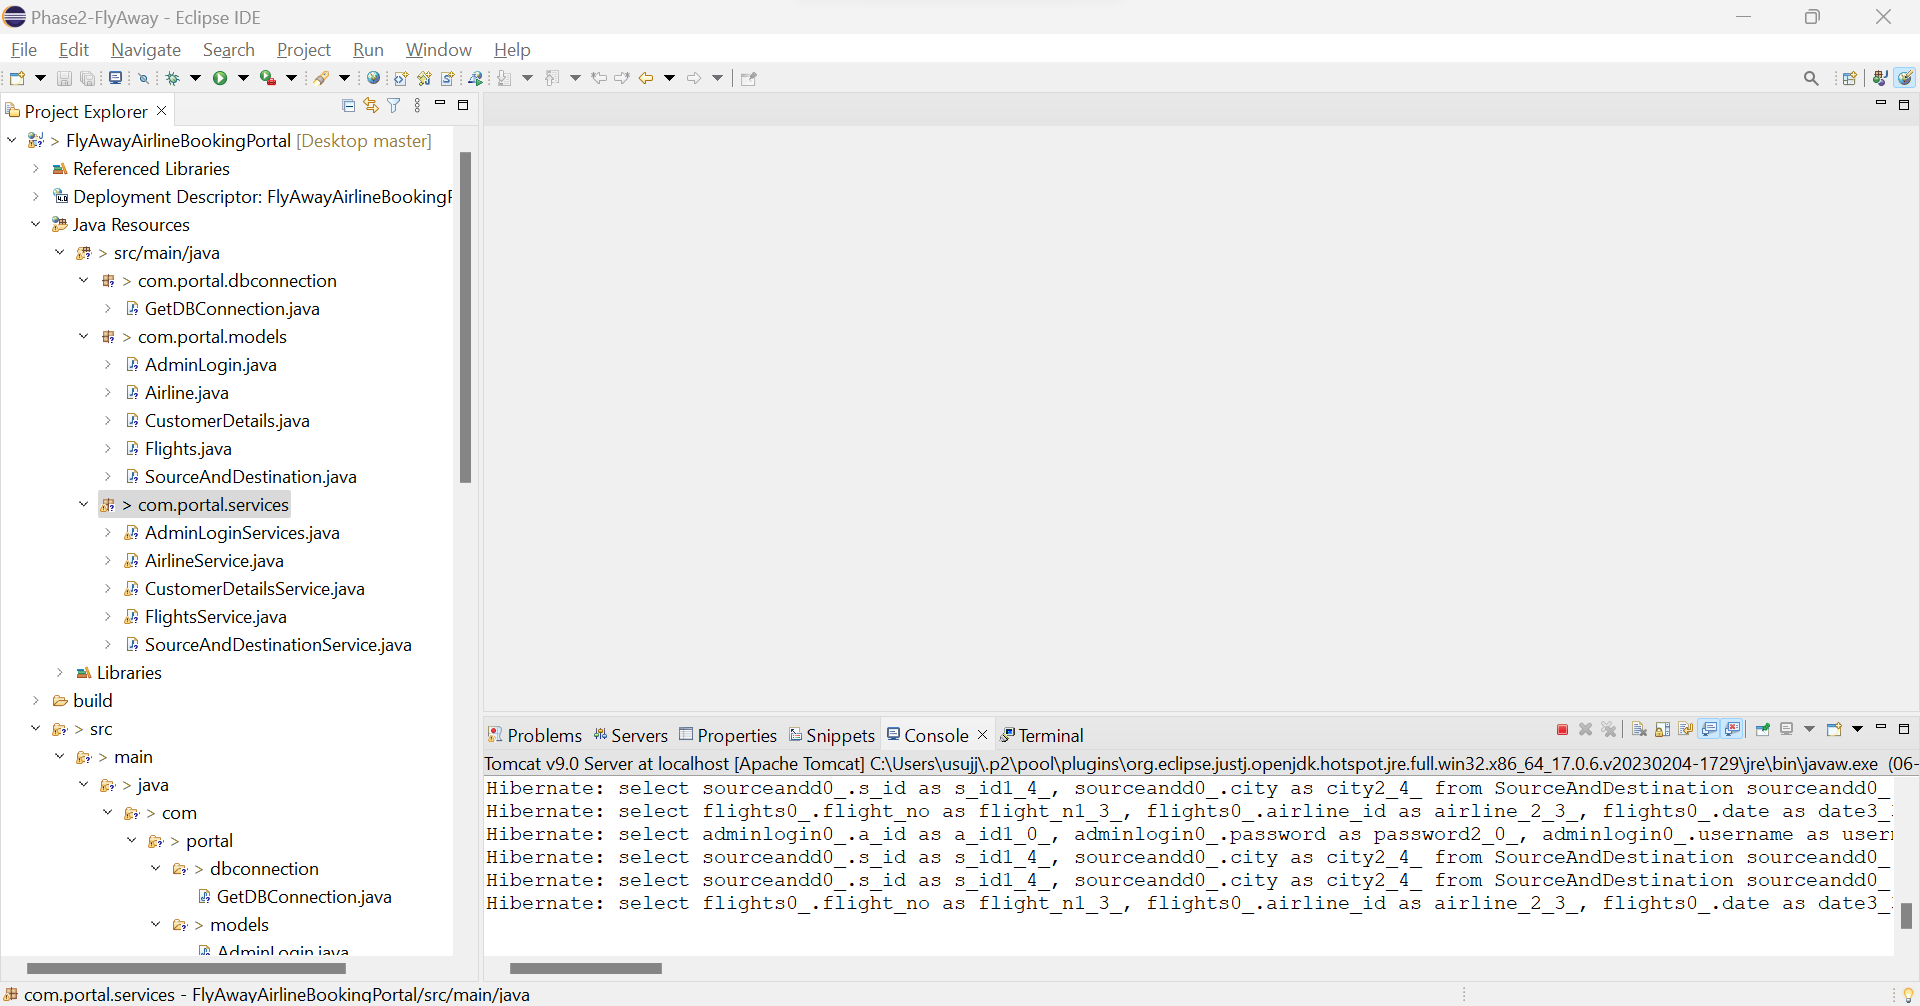 Phase2-FlyAway - Eclipse IDE
File Edit Navigate Search Project Run Window Help
Project Explorer
> FlyAwayAirlineBookingPortal [Desktop master]
Referenced Libraries
Deployment Descriptor: FlyAwayAirlineBooking
Java Resources
> src/main/java
> com.portal.dbconnection
GetDBConnection.java
> com.portal.models
AdminLogin.java
Airline.java
CustomerDetails.java
Flights.java
SourceAndDestination.java
> com.portal.services
AdminLoginServices.java
AirlineService.java
CustomerDetailsService.java
FlightsService.java
SourceAndDestinationService.java
Libraries
build
> src
> main
> java
> com
> portal
> dbconnection
GetDBConnection.java
> models
AdminLogin.java
Problems Servers Properties Snippets Console Terminal
Tomcat v9.0 Server at localhost [Apache Tomcat] C:\Users\usujj\.p2\pool\plugins\org.eclipse.justj.openjdk.hotspot.jre.full.win32.x86_64_17.0.6.v20230204-1729\jre\bin\javaw.exe (06-
Hibernate: select sourceandd0_.s_id as s_id1_4_, sourceandd0_.city as city2_4_ from SourceAndDestination sourceandd0_
Hibernate: select flights0_.flight_no as flight_n1_3_, flights0_.airline_id as airline_2_3_, flights0_.date as date3_
Hibernate: select adminlogin0_.a_id as a_id1_0_, adminlogin0_.password as password2_0_, adminlogin0_.username as user
Hibernate: select sourceandd0_.s_id as s_id1_4_, sourceandd0_.city as city2_4_ from SourceAndDestination sourceandd0_
Hibernate: select sourceandd0_.s_id as s_id1_4_, sourceandd0_.city as city2_4_ from SourceAndDestination sourceandd0_
Hibernate: select flights0_.flight_no as flight_n1_3_, flights0_.airline_id as airline_2_3_, flights0_.date as date3_
com.portal.services - FlyAwayAirlineBookingPortal/src/main/java